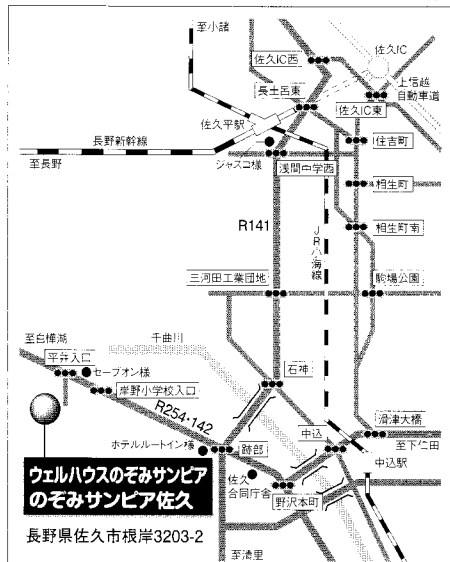 至小諸
佐久IC
佐久IC西
長土呂東
上信越
自動車道
佐久IC東
佐久平駅
長野新幹線
住吉町
至長野
ジャスコ様
浅間中学西
相生町
R141
JR小海線
相生町南
三河田工業団地
駒場公園
至白樺湖
千曲川
平井入口
セーブオン様
石神
岸野小学校入口
R254・142
滑津大橋
中込
ホテルルートイン様
跡部
至下仁田
中込駅
佐久
合同庁舎
野沢本町
ウェルハウスのぞみサンピア
のぞみサンピア佐久
長野県佐久市根岸3203-2
至清里